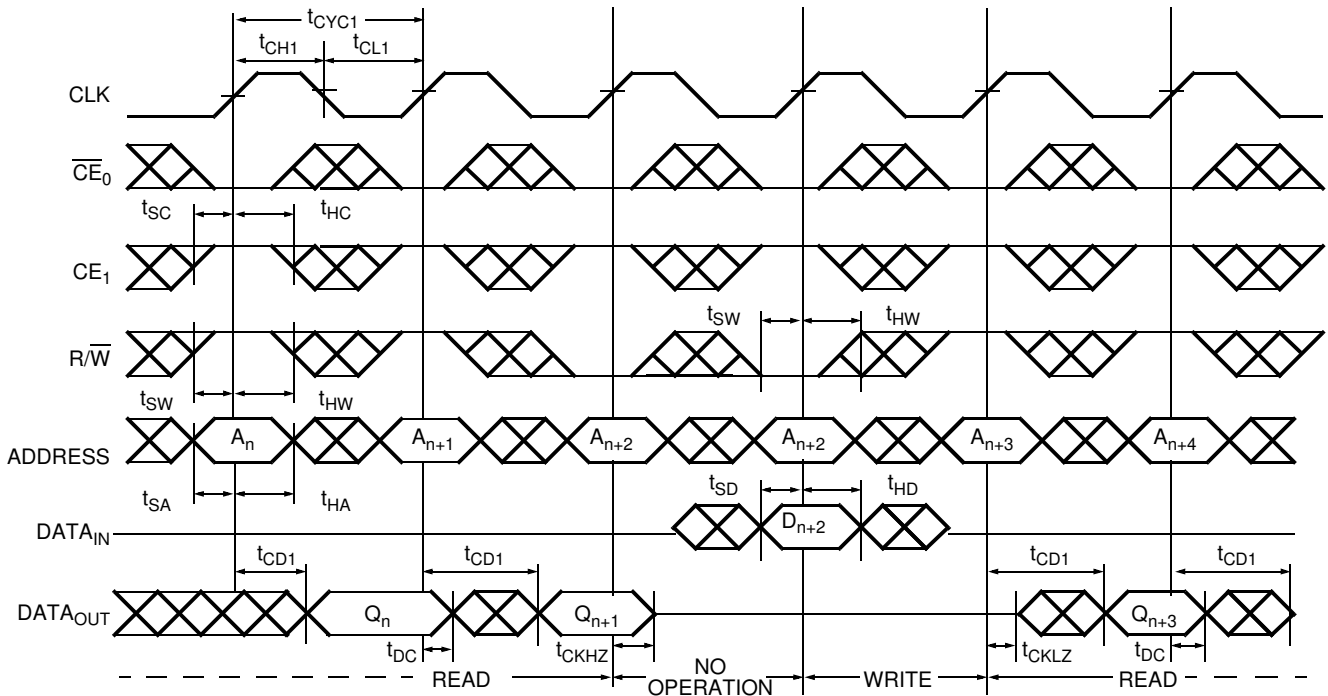 tCYC1
tCH1 tCL1
CLK
CE0
tSC tHC
CE1
tSW tHW
R/W
tSW tHW
ADDRESS An An+1 An+2 An+2 An+3 An+4
tSA tHA tSD tHD
DATAIN Dn+2
tCD1 tCD1 tCD1 tCD1
DATAOUT Qn Qn+1 Qn+3
tDC tCKHZ tCKLZ tDC
READ NO OPERATION WRITE READ